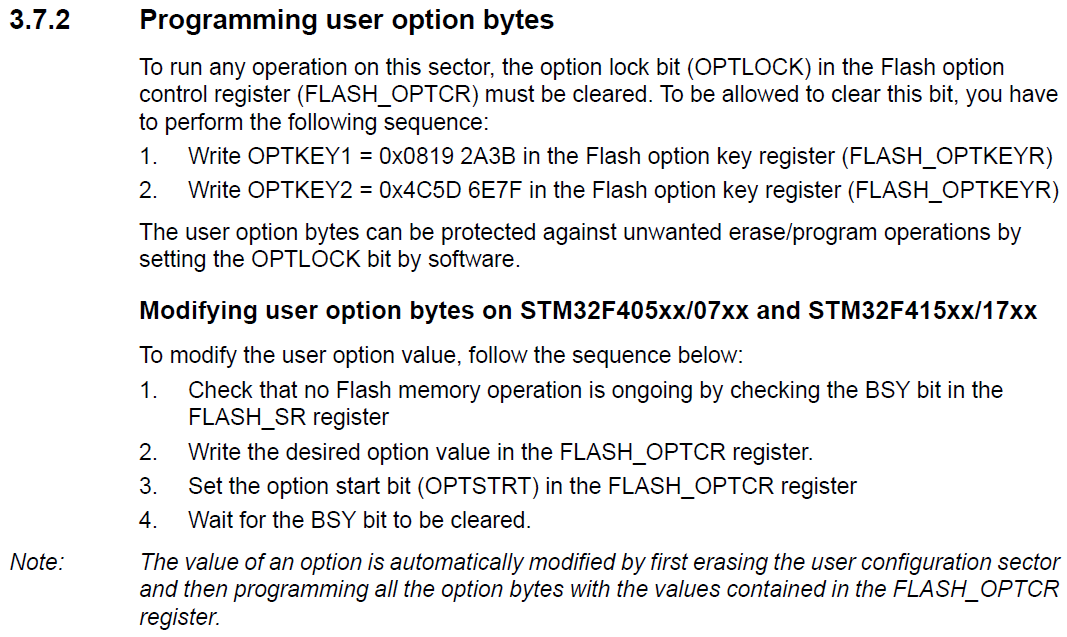 3.7.2 Programming user option bytes
To run any operation on this sector, the option lock bit (OPTLOCK) in the Flash option
control register (FLASH_OPTCR) must be cleared. To be allowed to clear this bit, you have
to perform the following sequence:
1. Write OPTKEY1 = 0x0819 2A3B in the Flash option key register (FLASH_OPTKEYR)
2. Write OPTKEY2 = 0x4C5D 6E7F in the Flash option key register (FLASH_OPTKEYR)
The user option bytes can be protected against unwanted erase/program operations by
setting the OPTLOCK bit by software.
Modifying user option bytes on STM32F405xx/07xx and STM32F415xx/17xx
To modify the user option value, follow the sequence below:
1. Check that no Flash memory operation is ongoing by checking the BSY bit in the
FLASH_SR register
2. Write the desired option value in the FLASH_OPTCR register.
3. Set the option start bit (OPTSTRT) in the FLASH_OPTCR register
4. Wait for the BSY bit to be cleared.
Note: The value of an option is automatically modified by first erasing the user configuration sector
and then programming all the option bytes with the values contained in the FLASH_OPTCR
register.